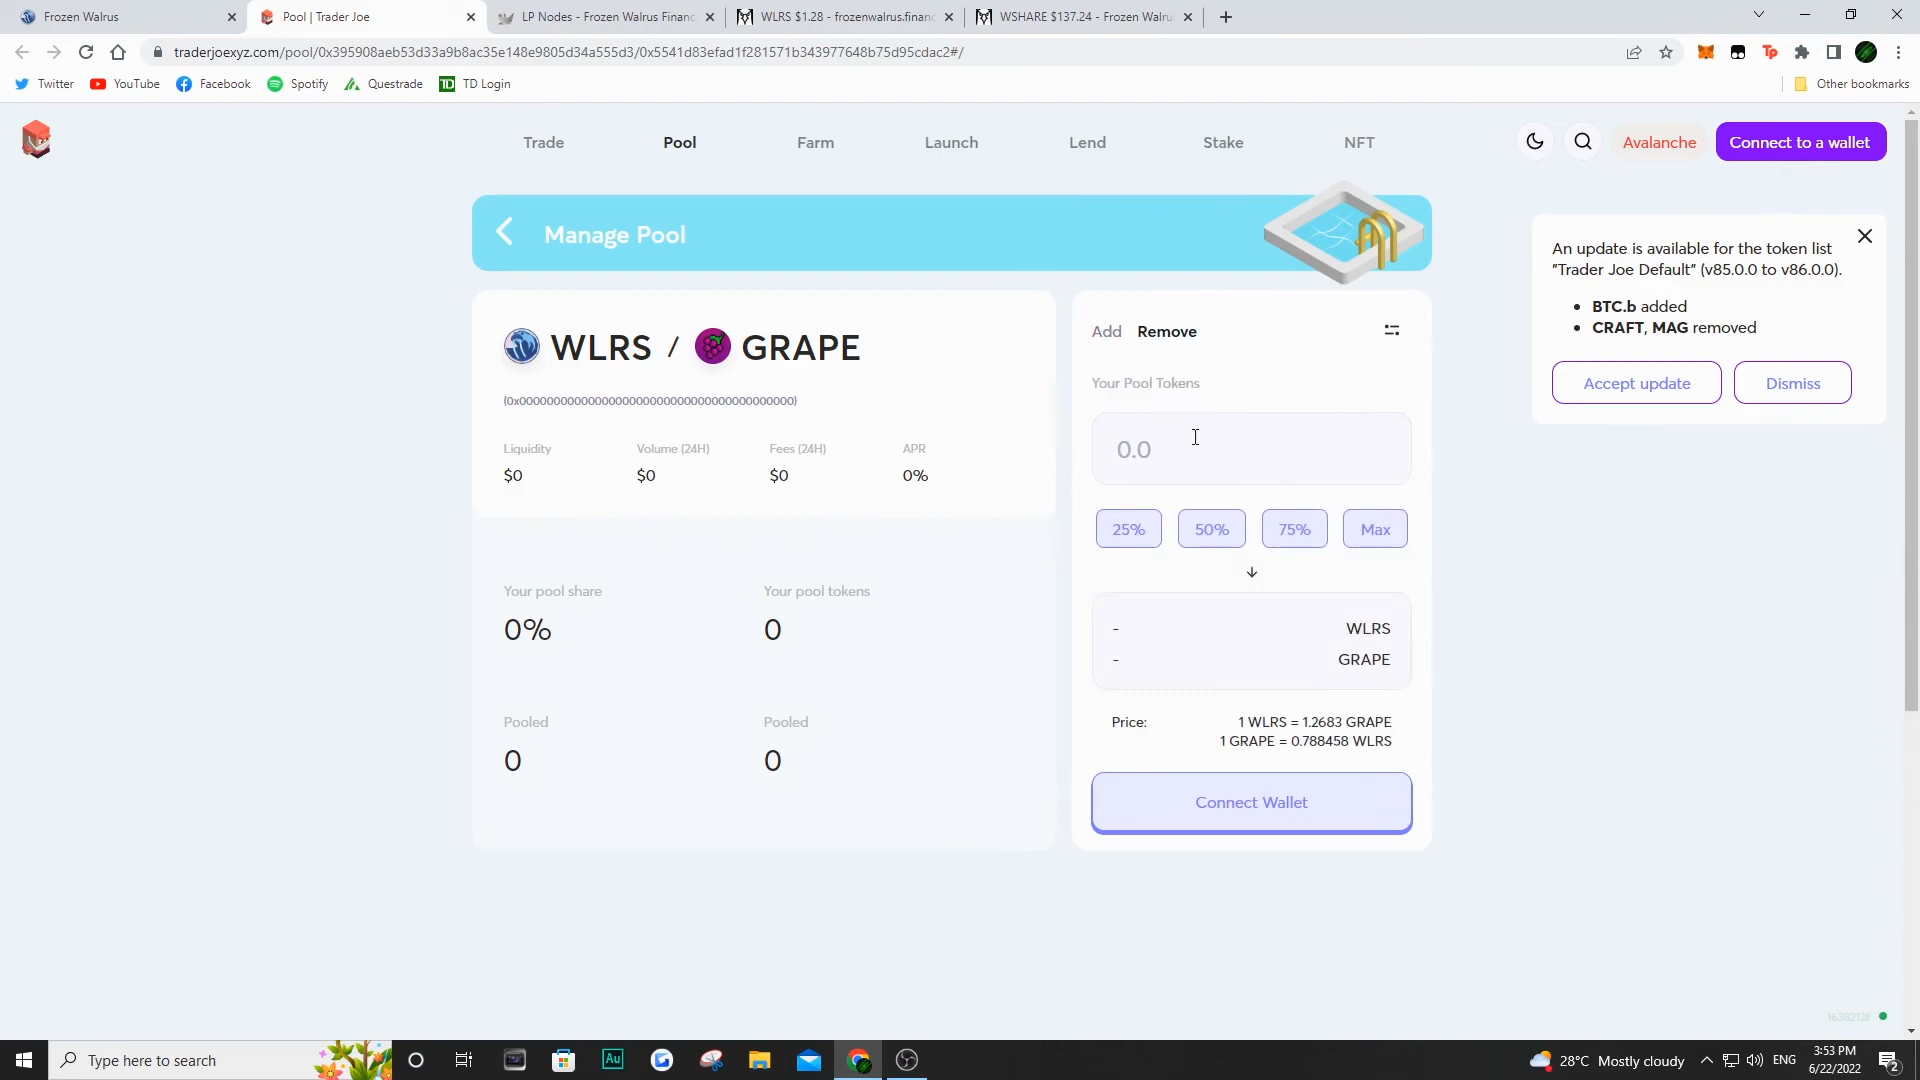 Frozen Walrus
Pool | Trader Joe
LP Nodes - Frozen Walrus Financ
WLRS $1.28 - frozenwalrus.financ
WSHARE $137.24 - Frozen Walru
traderjoexyz.com/pool/0x395908aeb53d33a9b8ac35e148e9805d34a555d3/0x5541d83efad1f281571b343977648b75d95cdac2#/
Twitter
YouTube
Facebook
Spotify
Questrade
TD Login
Other bookmarks
Trade
Pool
Farm
Launch
Lend
Stake
NFT
Avalanche
Connect to a wallet
Manage Pool
An update is available for the token list
"Trader Joe Default" (v85.0.0 to v86.0.0).
• BTC.b added
• CRAFT, MAG removed
Accept update
Dismiss
WLRS / GRAPE
(0x0000000000000000000000000000000000000000)
Liquidity
Volume (24H)
Fees (24H)
APR
$0
$0
$0
0%
Your pool share
Your pool tokens
0%
0
Pooled
Pooled
0
0
Add
Remove
Your Pool Tokens
0.0
25%
50%
75%
Max
- WLRS
- GRAPE
Price:
1 WLRS = 1.2683 GRAPE
1 GRAPE = 0.788458 WLRS
Connect Wallet
16382124
Type here to search
Au
28°C Mostly cloudy
ENG
3:53 PM
6/22/2022
2